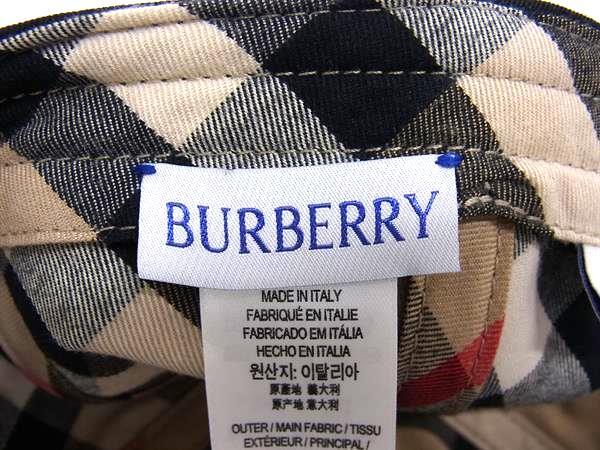 BURBERRY
MADE IN ITALY
FABRIQUÉ EN ITALIE
FABRICADO EM ITÁLIA
HECHO EN ITALIA
원산지: 이탈리아
原產地 義大利
原产地 意大利
OUTER / MAIN FABRIC / TISSU
EXTÉRIEUR / PRINCIPAL /